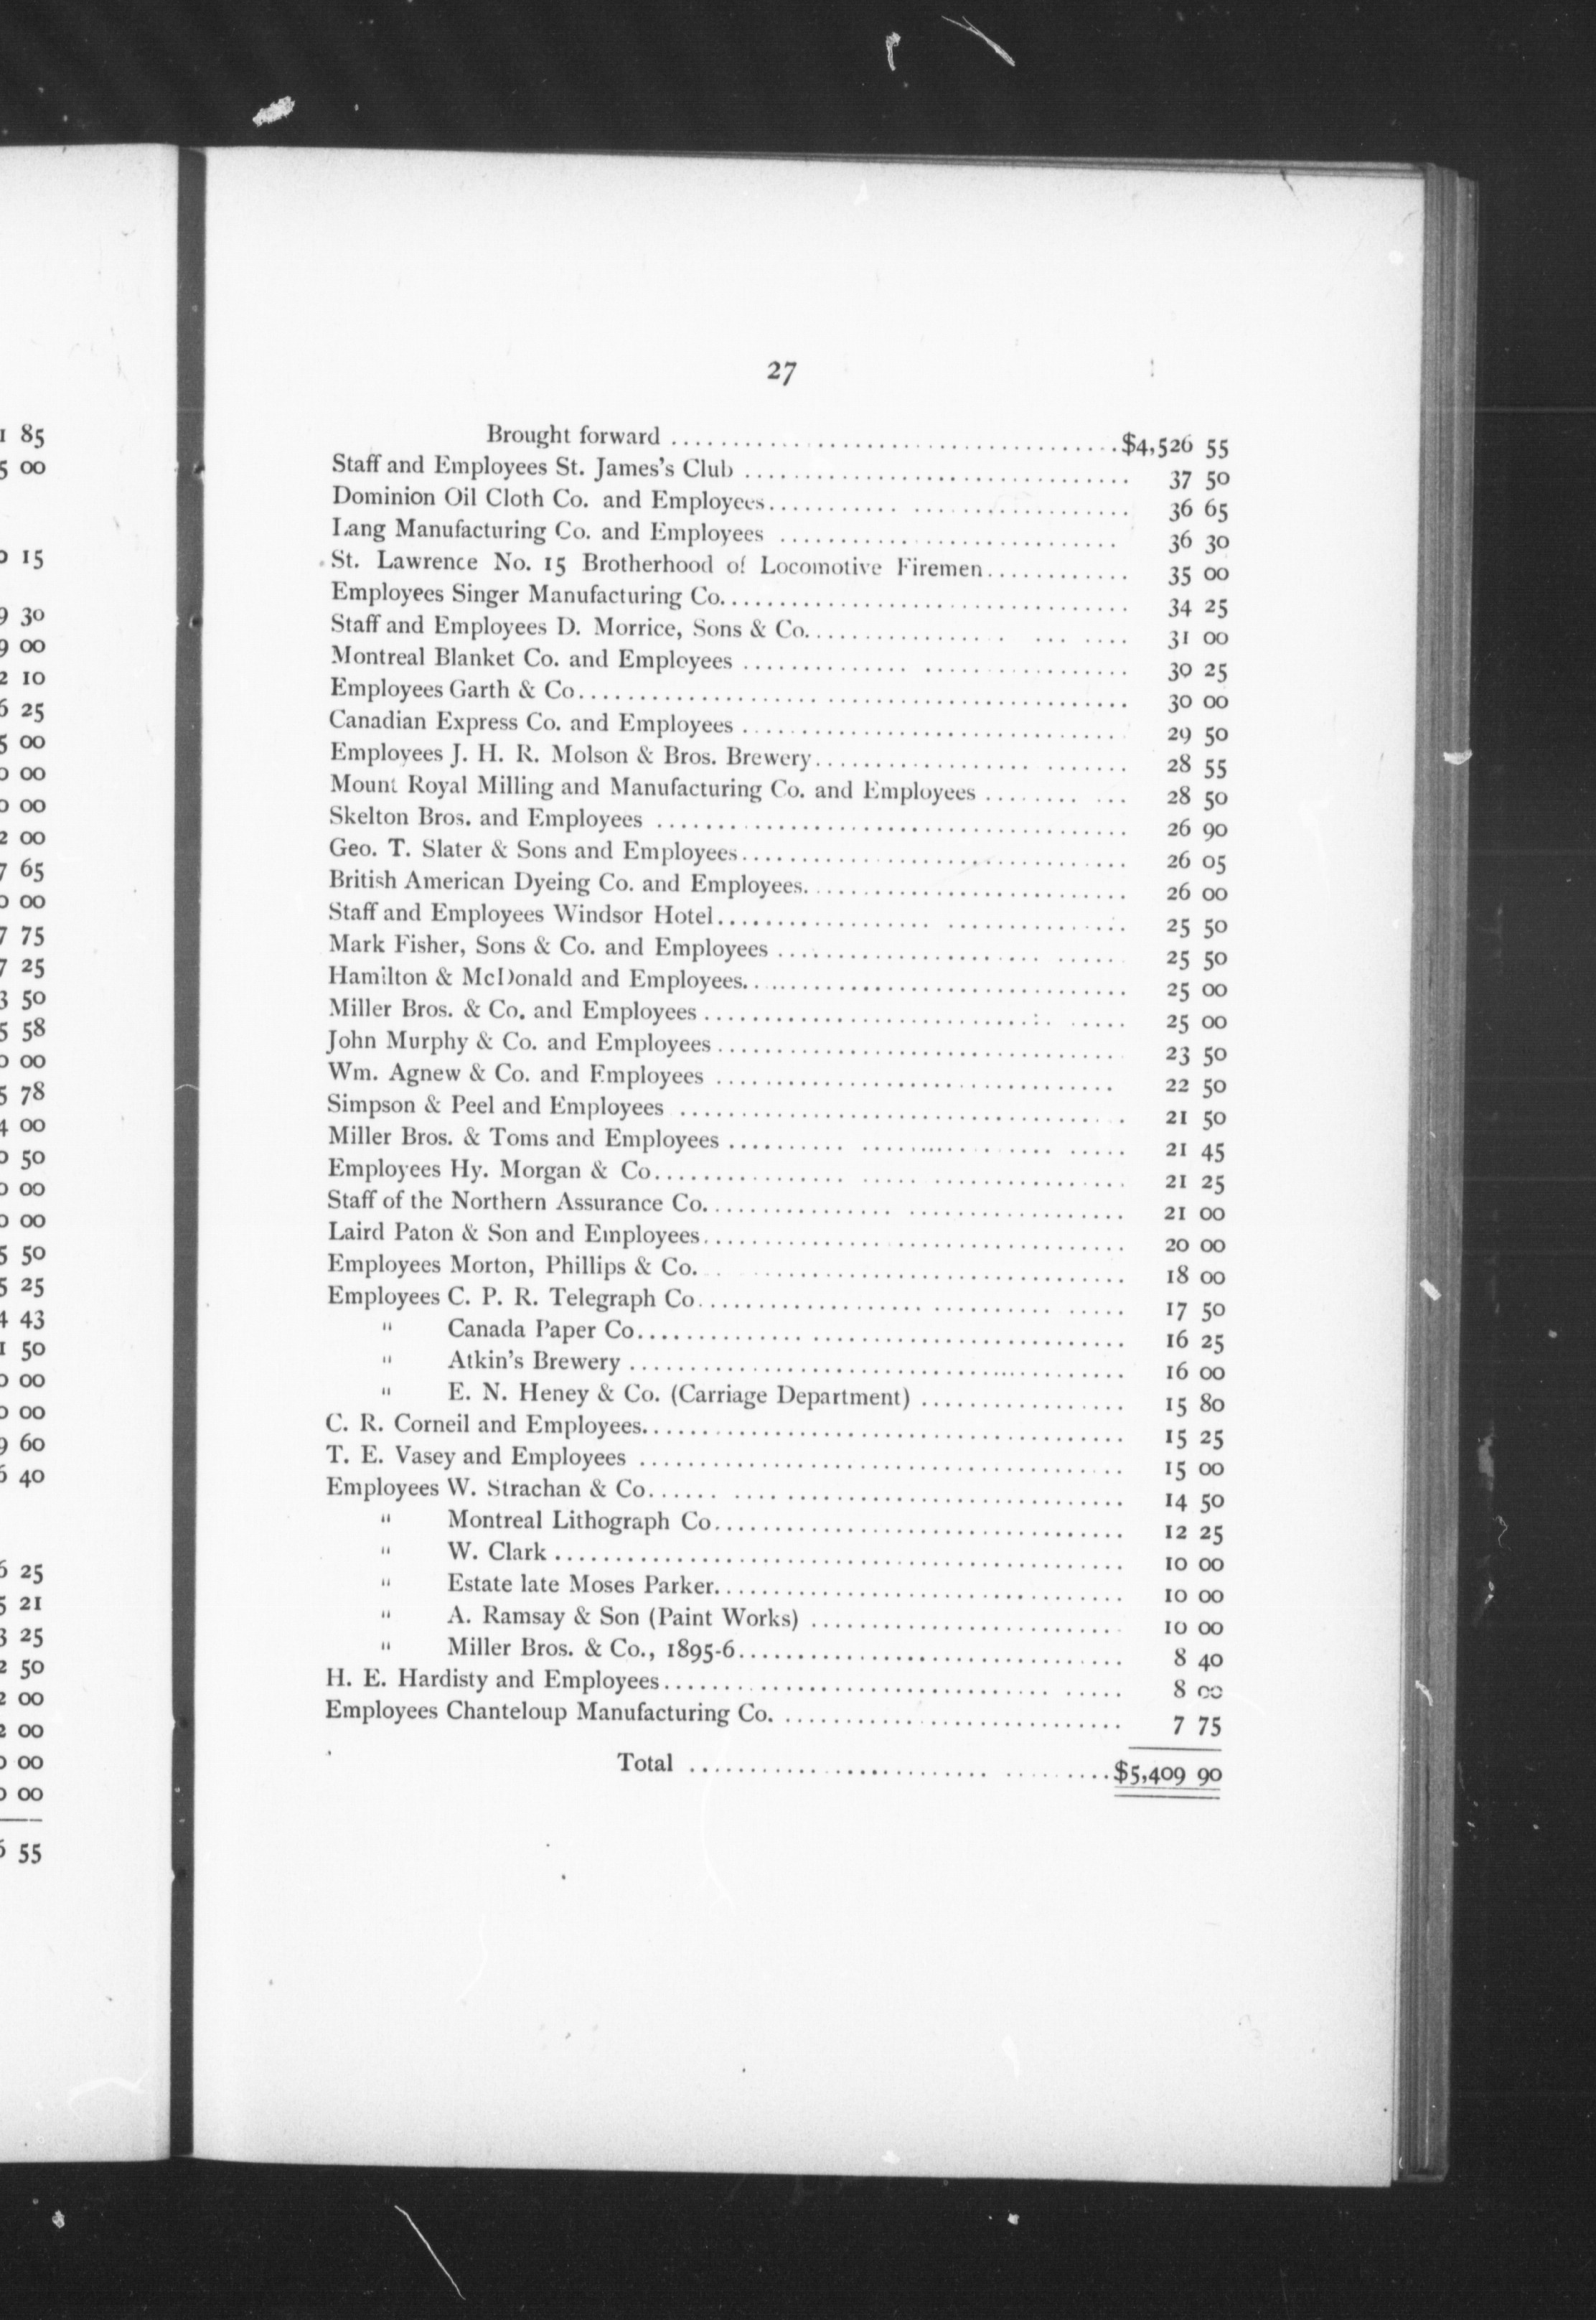 27
Brought forward ........ $4,526 55
Staff and Employees St. James's Club ........ 37 50
Dominion Oil Cloth Co. and Employees ........ 36 65
Lang Manufacturing Co. and Employees ........ 36 30
St. Lawrence No. 15 Brotherhood of Locomotive Firemen ........ 35 00
Employees Singer Manufacturing Co. ........ 34 25
Staff and Employees D. Morrice, Sons & Co. ........ 31 00
Montreal Blanket Co. and Employees ........ 30 25
Employees Garth & Co. ........ 30 00
Canadian Express Co. and Employees ........ 29 50
Employees J. H. R. Molson & Bros. Brewery ........ 28 55
Mount Royal Milling and Manufacturing Co. and Employees ........ 28 50
Skelton Bros. and Employees ........ 26 90
Geo. T. Slater & Sons and Employees ........ 26 05
British American Dyeing Co. and Employees. ........ 26 00
Staff and Employees Windsor Hotel ........ 25 50
Mark Fisher, Sons & Co. and Employees ........ 25 50
Hamilton & McDonald and Employees. ........ 25 00
Miller Bros. & Co. and Employees ........ 25 00
John Murphy & Co. and Employees ........ 23 50
Wm. Agnew & Co. and Employees ........ 22 50
Simpson & Peel and Employees ........ 21 50
Miller Bros. & Toms and Employees ........ 21 45
Employees Hy. Morgan & Co. ........ 21 25
Staff of the Northern Assurance Co. ........ 21 00
Laird Paton & Son and Employees ........ 20 00
Employees Morton, Phillips & Co. ........ 18 00
Employees C. P. R. Telegraph Co. ........ 17 50
" Canada Paper Co. ........ 16 25
" Atkin's Brewery ........ 16 00
" E. N. Heney & Co. (Carriage Department) ........ 15 80
C. R. Corneil and Employees. ........ 15 25
T. E. Vasey and Employees ........ 15 00
Employees W. Strachan & Co. ........ 14 50
" Montreal Lithograph Co. ........ 12 25
" W. Clark ........ 10 00
" Estate late Moses Parker. ........ 10 00
" A. Ramsay & Son (Paint Works) ........ 10 00
" Miller Bros. & Co., 1895-6 ........ 8 40
H. E. Hardisty and Employees ........ 8 00
Employees Chanteloup Manufacturing Co. ........ 7 75
Total ........ $5,409 90